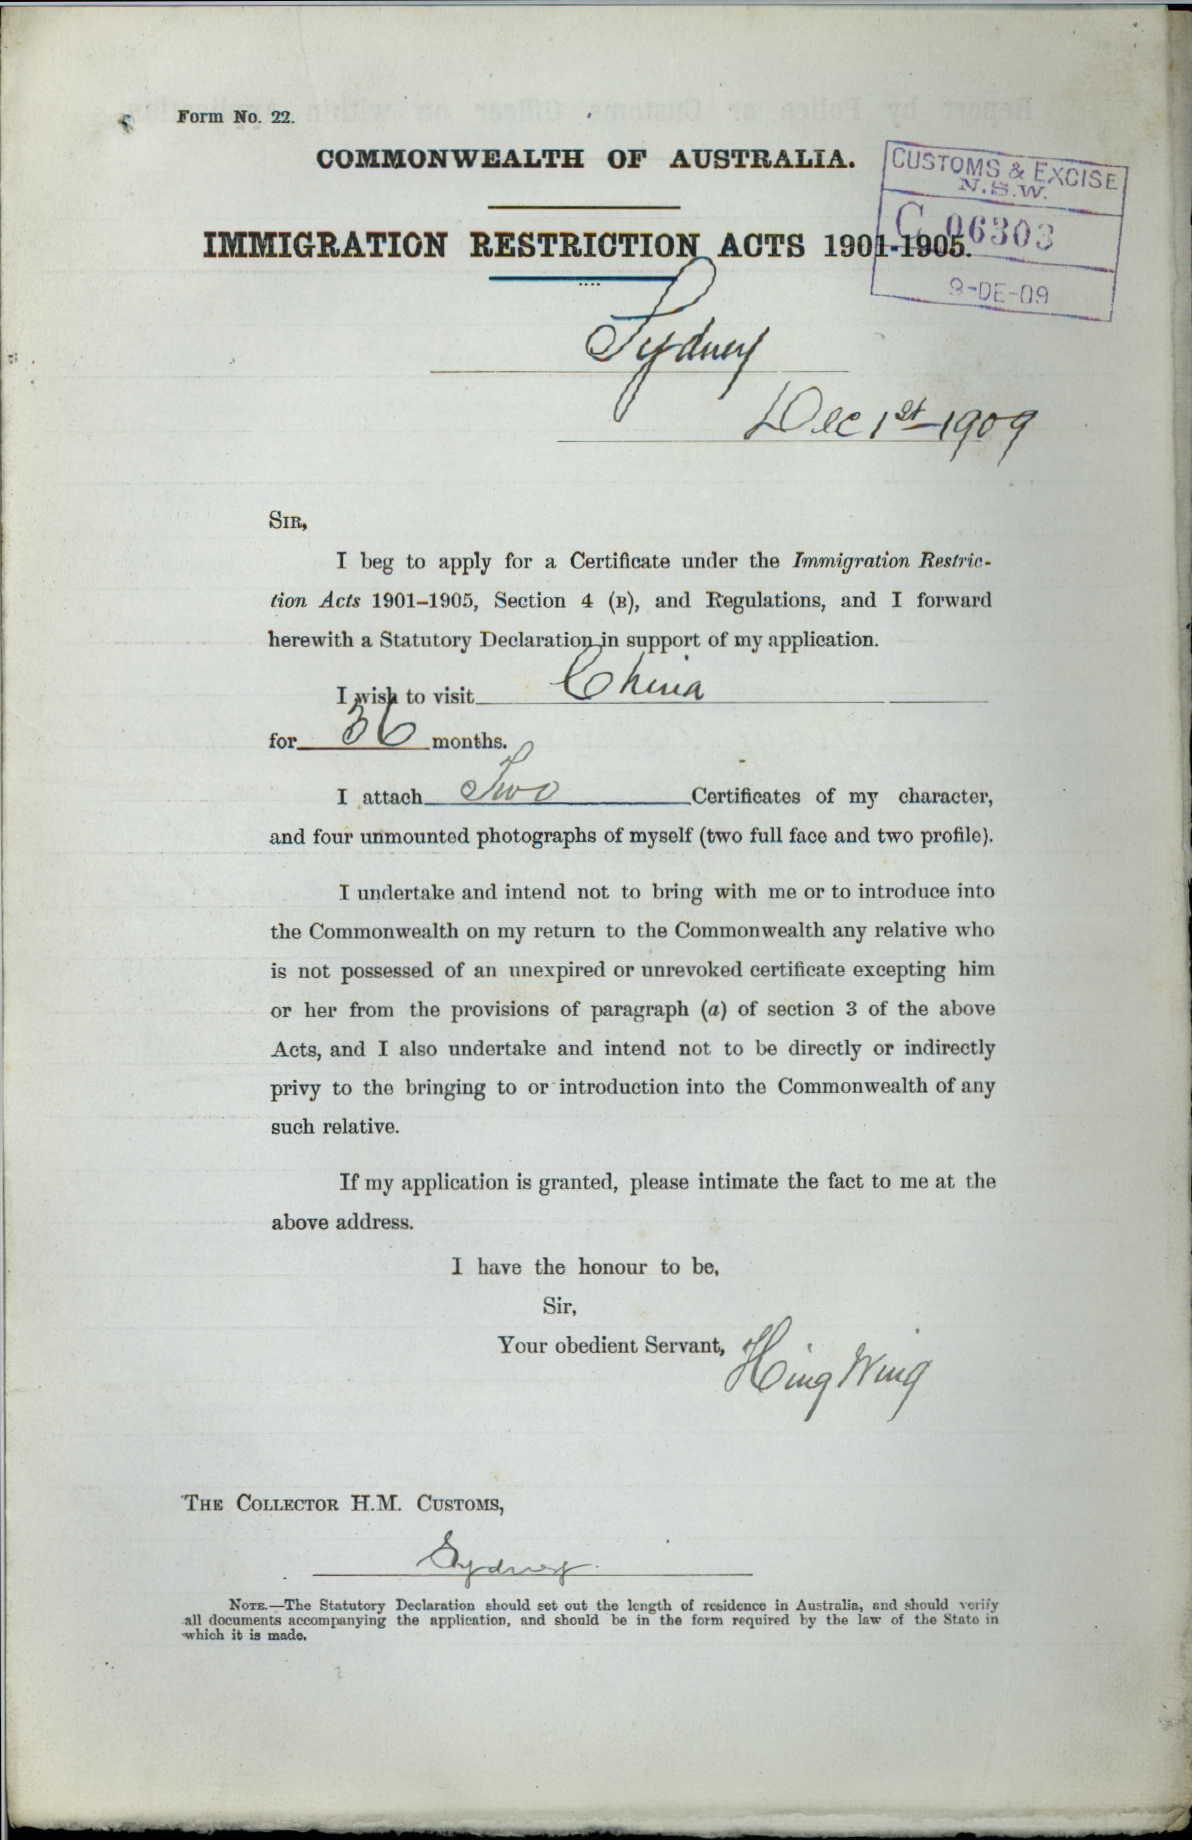 Form No. 22.
COMMONWEALTH OF AUSTRALIA.
CUSTOMS & EXCISE
N.S.W.
C 06303
IMMIGRATION RESTRICTION ACTS 1901-1905.
-DE-09
Sydney
Dec 1st 1909
SIR,
I beg to apply for a Certificate under the Immigration Restric-
tion Acts 1901–1905, Section 4 (B), and Regulations, and I forward
herewith a Statutory Declaration in support of my application.
I wish to visit China
for 36 months.
I attach Two Certificates of my character,
and four unmounted photographs of myself (two full face and two profile).
I undertake and intend not to bring with me or to introduce into
the Commonwealth on my return to the Commonwealth any relative who
is not possessed of an unexpired or unrevoked certificate excepting him
or her from the provisions of paragraph (a) of section 3 of the above
Acts, and I also undertake and intend not to be directly or indirectly
privy to the bringing to or introduction into the Commonwealth of any
such relative.
If my application is granted, please intimate the fact to me at the
above address.
I have the honour to be,
Sir,
Your obedient Servant,
Hing Wing
THE COLLECTOR H.M. CUSTOMS,
Sydney.
NOTE.—The Statutory Declaration should set out the length of residence in Australia, and should verify
all documents accompanying the application, and should be in the form required by the law of the State in
which it is made.